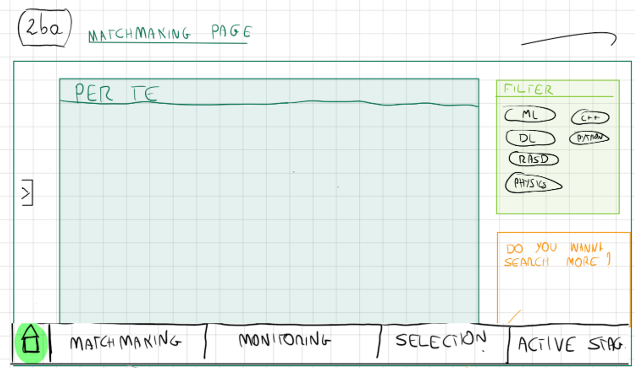 2ba
MATCHMAKING PAGE
PER TE
FILTER
ML
C++
DL
PYTHON
RASD
PHYSICS
DO YOU WANNA
SEARCH MORE ?
MATCHMAKING
MONITORING
SELECTION
ACTIVE STAG.